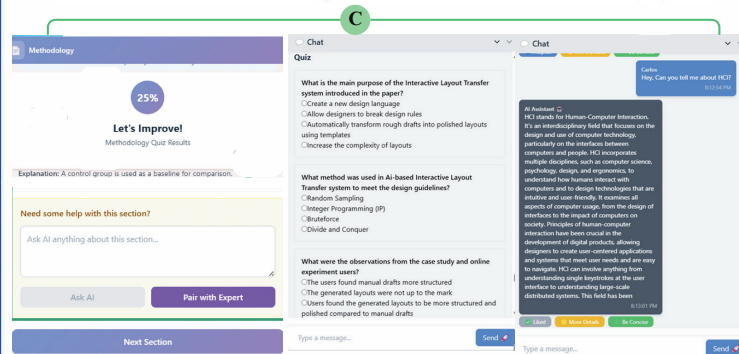 C
Methodology
25%
Let's Improve!
Methodology Quiz Results
Explanation: A control group is used as a baseline for comparison.
Need some help with this section?
Ask AI anything about this section...
Ask AI
Pair with Expert
Next Section
Chat
Quiz
What is the main purpose of the Interactive Layout Transfer
system introduced in the paper?
Create a new design language
Allow designers to break design rules
Automatically transform rough drafts into polished layouts
using templates
Increase the complexity of layouts
What method was used in Ai-based Interactive Layout
Transfer system to meet the design guidelines?
Random Sampling
Integer Programming (IP)
Bruteforce
Divide and Conquer
What were the observations from the case study and online
experiment users?
The users found manual drafts more structured
The generated layouts were not up to the mark
Users found the generated layouts to be more structured and
polished compared to manual drafts
Type a message...
Send
Chat
Carlos
Hey, Can you tell me about HCI?
8:12:54 PM
AI Assistant
HCI stands for Human-Computer Interaction.
It's an interdisciplinary field that focuses on the
design and use of computer technology,
particularly on the interfaces between
computers and people. HCI incorporates
multiple disciplines, such as computer science,
psychology, design, and ergonomics, to
understand how humans interact with
computers and to design technologies that are
intuitive and user-friendly. It examines all
aspects of computer usage, from the design of
interfaces to the impact of computers on
society. Principles of human-computer
interaction have been crucial in the
development of digital products, allowing
designers to create user-centered applications
and systems that meet user needs and are easy
to navigate. HCI can involve anything from
understanding single keystrokes at the user
interface to understanding large-scale
distributed systems. This field has been
8:13:01 PM
Liked
More Details
Be Concise
Type a message...
Send